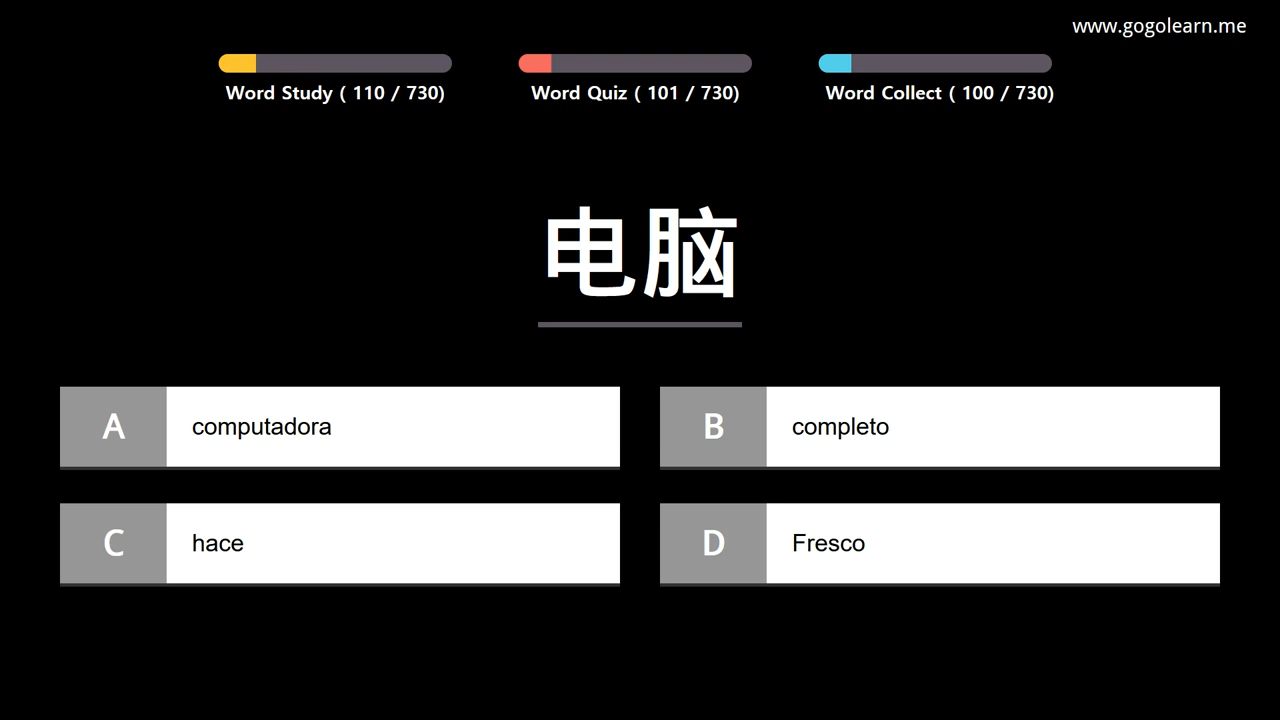 www.gogolearn.me
Word Study ( 110 / 730) Word Quiz ( 101 / 730) Word Collect ( 100 / 730)
电脑
A computadora
B completo
C hace
D Fresco